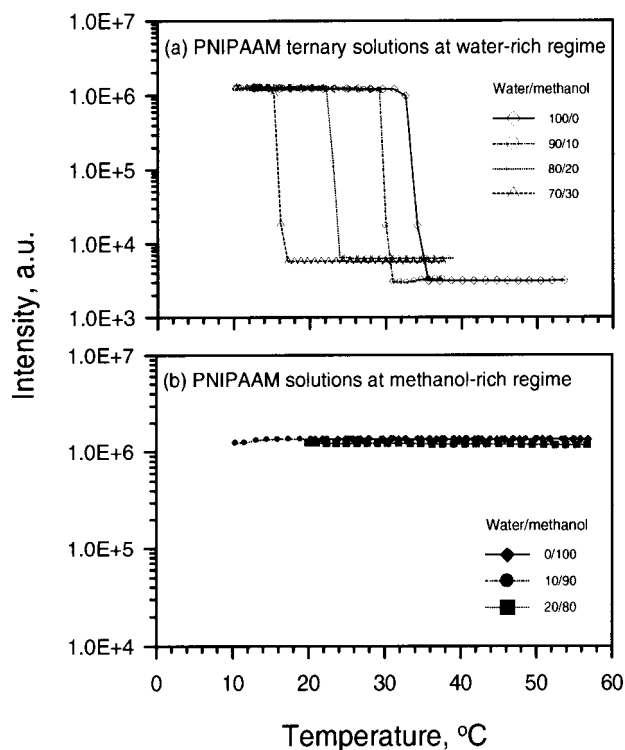 1.0E+7
(a) PNIPAAM ternary solutions at water-rich regime
Water/methanol
100/0
90/10
80/20
70/30
1.0E+6
1.0E+5
1.0E+4
1.0E+3
Intensity, a.u.
1.0E+7
(b) PNIPAAM solutions at methanol-rich regime
1.0E+6
Water/methanol
0/100
10/90
20/80
1.0E+5
1.0E+4
0 10 20 30 40 50 60
Temperature, °C